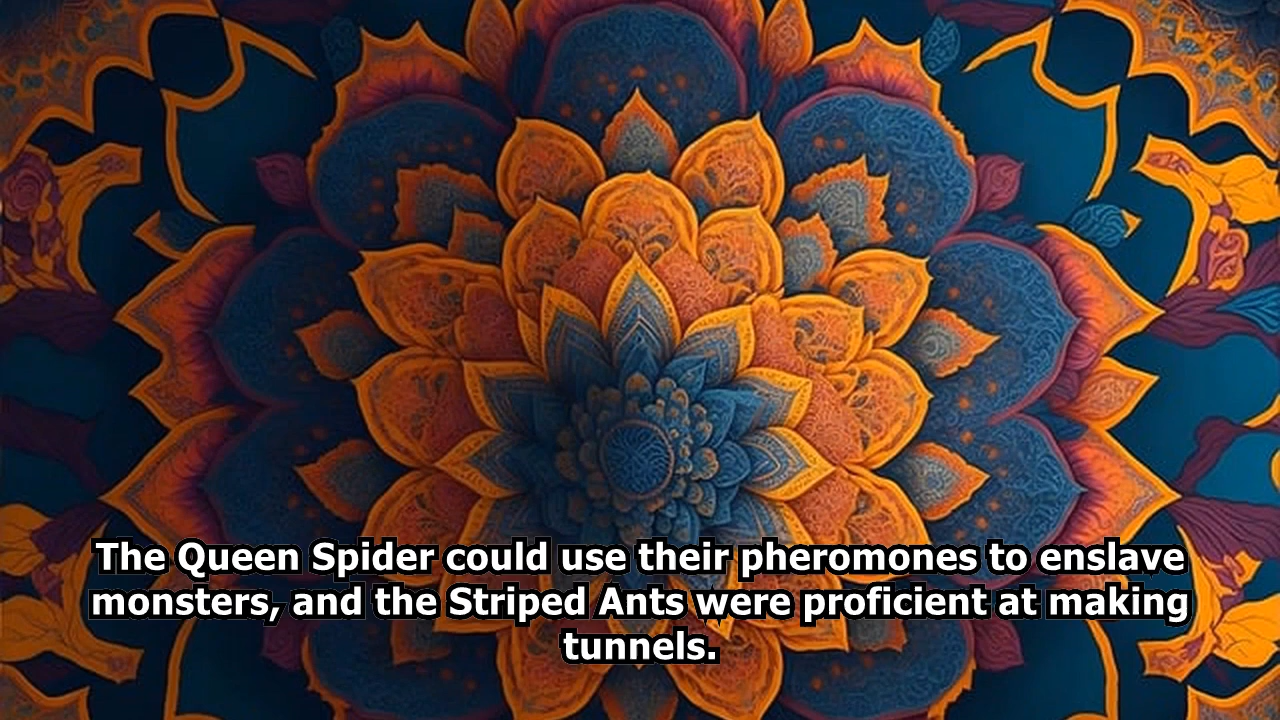 The Queen Spider could use their pheromones to enslave
monsters, and the Striped Ants were proficient at making
tunnels.